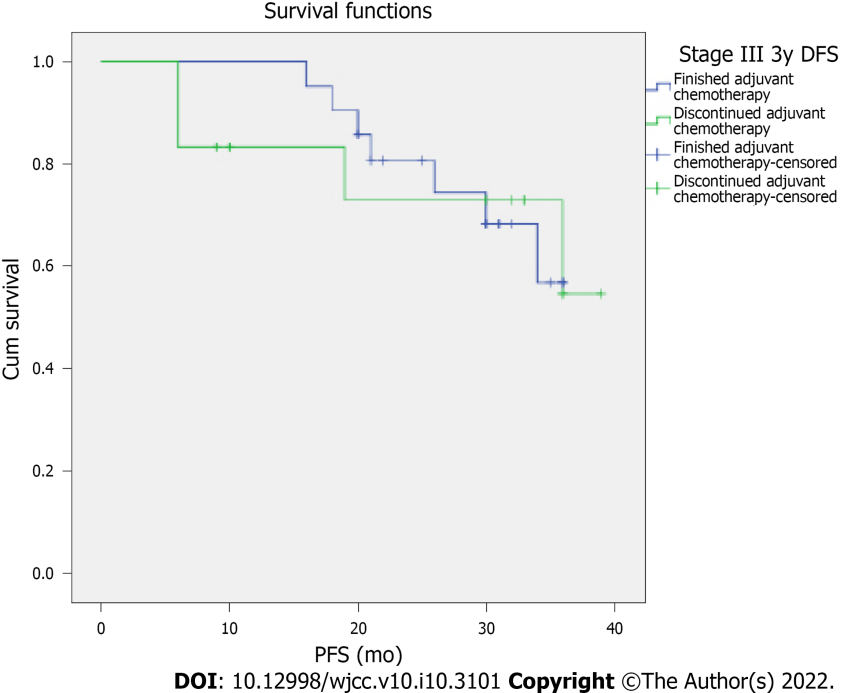 Survival functions
Stage III 3y DFS
Finished adjuvant
chemotherapy
Discontinued adjuvant
chemotherapy
Finished adjuvant
chemotherapy-censored
Discontinued adjuvant
chemotherapy-censored
Cum survival
1.0
0.8
0.6
0.4
0.2
0.0
0 10 20 30 40
PFS (mo)
DOI: 10.12998/wjcc.v10.i10.3101 Copyright ©The Author(s) 2022.